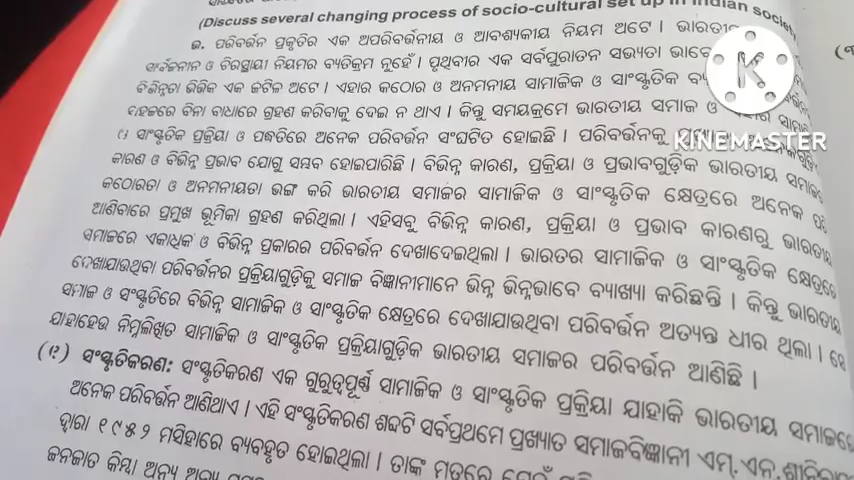 (Discuss several changing process of socio-cultural set up in Indian society
ଉ. ପରିବର୍ତ୍ତନ ପ୍ରକୃତିର ଏକ ଅପରିବର୍ତ୍ତନୀୟ ଓ ଆବଶ୍ୟକୀୟ ନିୟମ ଅଟେ । ଭାରତୀୟ
ସାର୍ବଜନୀନ ଓ ଚିରସ୍ଥାୟୀ ନିୟମର ବ୍ୟତିକ୍ରମ ନୁହେଁ । ପୃଥିବୀର ଏକ ସର୍ବପୁରାତନ ସଭ୍ୟତା ଭାବେ
ବିଭିନ୍ନତା ଭିତ୍ତିକ ଏକ ଜଟିଳ ଅଟେ । ଏହାର କଠୋର ଓ ଅନମନୀୟ ସାମାଜିକ ଓ ସାଂସ୍କୃତିକ
ସହଜରେ ବିନା ବାଧାରେ ଗ୍ରହଣ କରିବାକୁ ଦେଇ ନ ଥାଏ । କିନ୍ତୁ ସମୟକ୍ରମେ ଭାରତୀୟ ସମାଜ ଓ
ଓ ସାଂସ୍କୃତିକ ପ୍ରକ୍ରିୟା ଓ ପଦ୍ଧତିରେ ଅନେକ ପରିବର୍ତ୍ତନ ସଂଘଟିତ ହୋଇଛି । ପରିବର୍ତ୍ତନକୁ
KINEMASTER
କାରଣ ଓ ବିଭିନ୍ନ ପ୍ରଭାବ ଯୋଗୁ ସମ୍ଭବ ହୋଇପାରିଛି । ବିଭିନ୍ନ କାରଣ, ପ୍ରକ୍ରିୟା ଓ ପ୍ରଭାବଗୁଡ଼ିକ ଭାରତୀୟ ସମାଜର
କଠୋରତା ଓ ଅନମନୀୟତା ଭଙ୍ଗ କରି ଭାରତୀୟ ସମାଜର ସାମାଜିକ ଓ ସାଂସ୍କୃତିକ କ୍ଷେତ୍ରରେ ଅନେକ
ଆଣିବାରେ ପ୍ରମୁଖ ଭୂମିକା ଗ୍ରହଣ କରିଥିଲା । ଏହିସବୁ ବିଭିନ୍ନ କାରଣ, ପ୍ରକ୍ରିୟା ଓ ପ୍ରଭାବ କାରଣରୁ ଭାରତୀୟ
ସମାଜରେ ଏକାଧିକ ଓ ବିଭିନ୍ନ ପ୍ରକାରର ପରିବର୍ତ୍ତନ ଦେଖାଦେଇଥିଲା । ଭାରତର ସାମାଜିକ ଓ ସାଂସ୍କୃତିକ କ୍ଷେତ୍ରରେ
ଦେଖାଯାଉଥିବା ପରିବର୍ତ୍ତନର ପ୍ରକ୍ରିୟାଗୁଡ଼ିକୁ ସମାଜ ବିଜ୍ଞାନୀମାନେ ଭିନ୍ନ ଭିନ୍ନଭାବେ ବ୍ୟାଖ୍ୟା କରିଛନ୍ତି । କିନ୍ତୁ ଭାରତୀୟ
ସମାଜ ଓ ସଂସ୍କୃତିରେ ବିଭିନ୍ନ ସାମାଜିକ ଓ ସାଂସ୍କୃତିକ କ୍ଷେତ୍ରରେ ଦେଖାଯାଉଥିବା ପରିବର୍ତ୍ତନ ଅତ୍ୟନ୍ତ ଧୀର ଥିଲା । ସେ
ଯାହାହେଉ ନିମ୍ନଲିଖିତ ସାମାଜିକ ଓ ସାଂସ୍କୃତିକ ପ୍ରକ୍ରିୟାଗୁଡ଼ିକ ଭାରତୀୟ ସମାଜର ପରିବର୍ତ୍ତନ ଆଣିଛି ।
(୧) ସଂସ୍କୃତିକରଣ: ସଂସ୍କୃତିକରଣ ଏକ ଗୁରୁତ୍ୱପୂର୍ଣ୍ଣ ସାମାଜିକ ଓ ସାଂସ୍କୃତିକ ପ୍ରକ୍ରିୟା ଯାହାକି ଭାରତୀୟ ସମାଜରେ
ଅନେକ ପରିବର୍ତ୍ତନ ଆଣିଥାଏ । ଏହି ସଂସ୍କୃତିକରଣ ଶବ୍ଦଟି ସର୍ବପ୍ରଥମେ ପ୍ରଖ୍ୟାତ ସମାଜବିଜ୍ଞାନୀ ଏମ୍.ଏନ୍.ଶ୍ରୀନିବାସ
ଦ୍ୱାରା ୧୯୫୨ ମସିହାରେ ବ୍ୟବହୃତ ହୋଇଥିଲା । ତାଙ୍କ ମତରେ
ଜନଜାତି କିମ୍ବା ଅନ୍ୟ